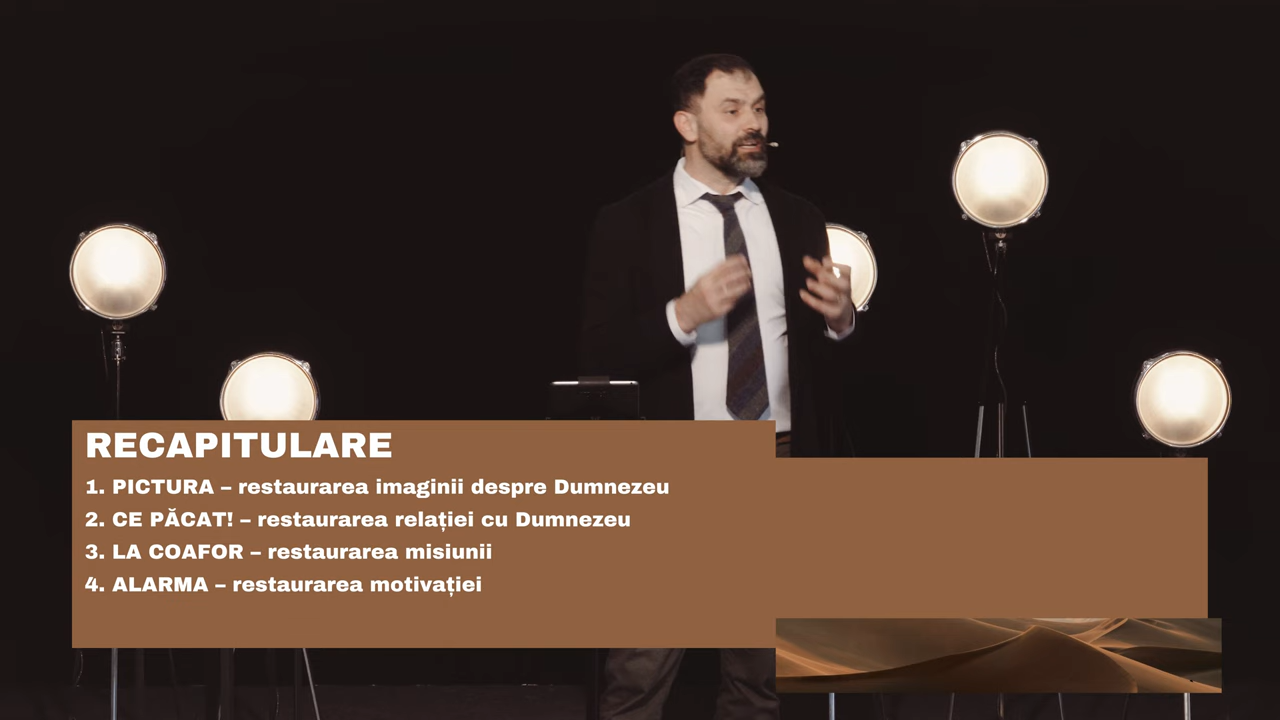 RECAPITULARE
1. PICTURA – restaurarea imaginii despre Dumnezeu
2. CE PĂCAT! – restaurarea relației cu Dumnezeu
3. LA COAFOR – restaurarea misiunii
4. ALARMA – restaurarea motivației